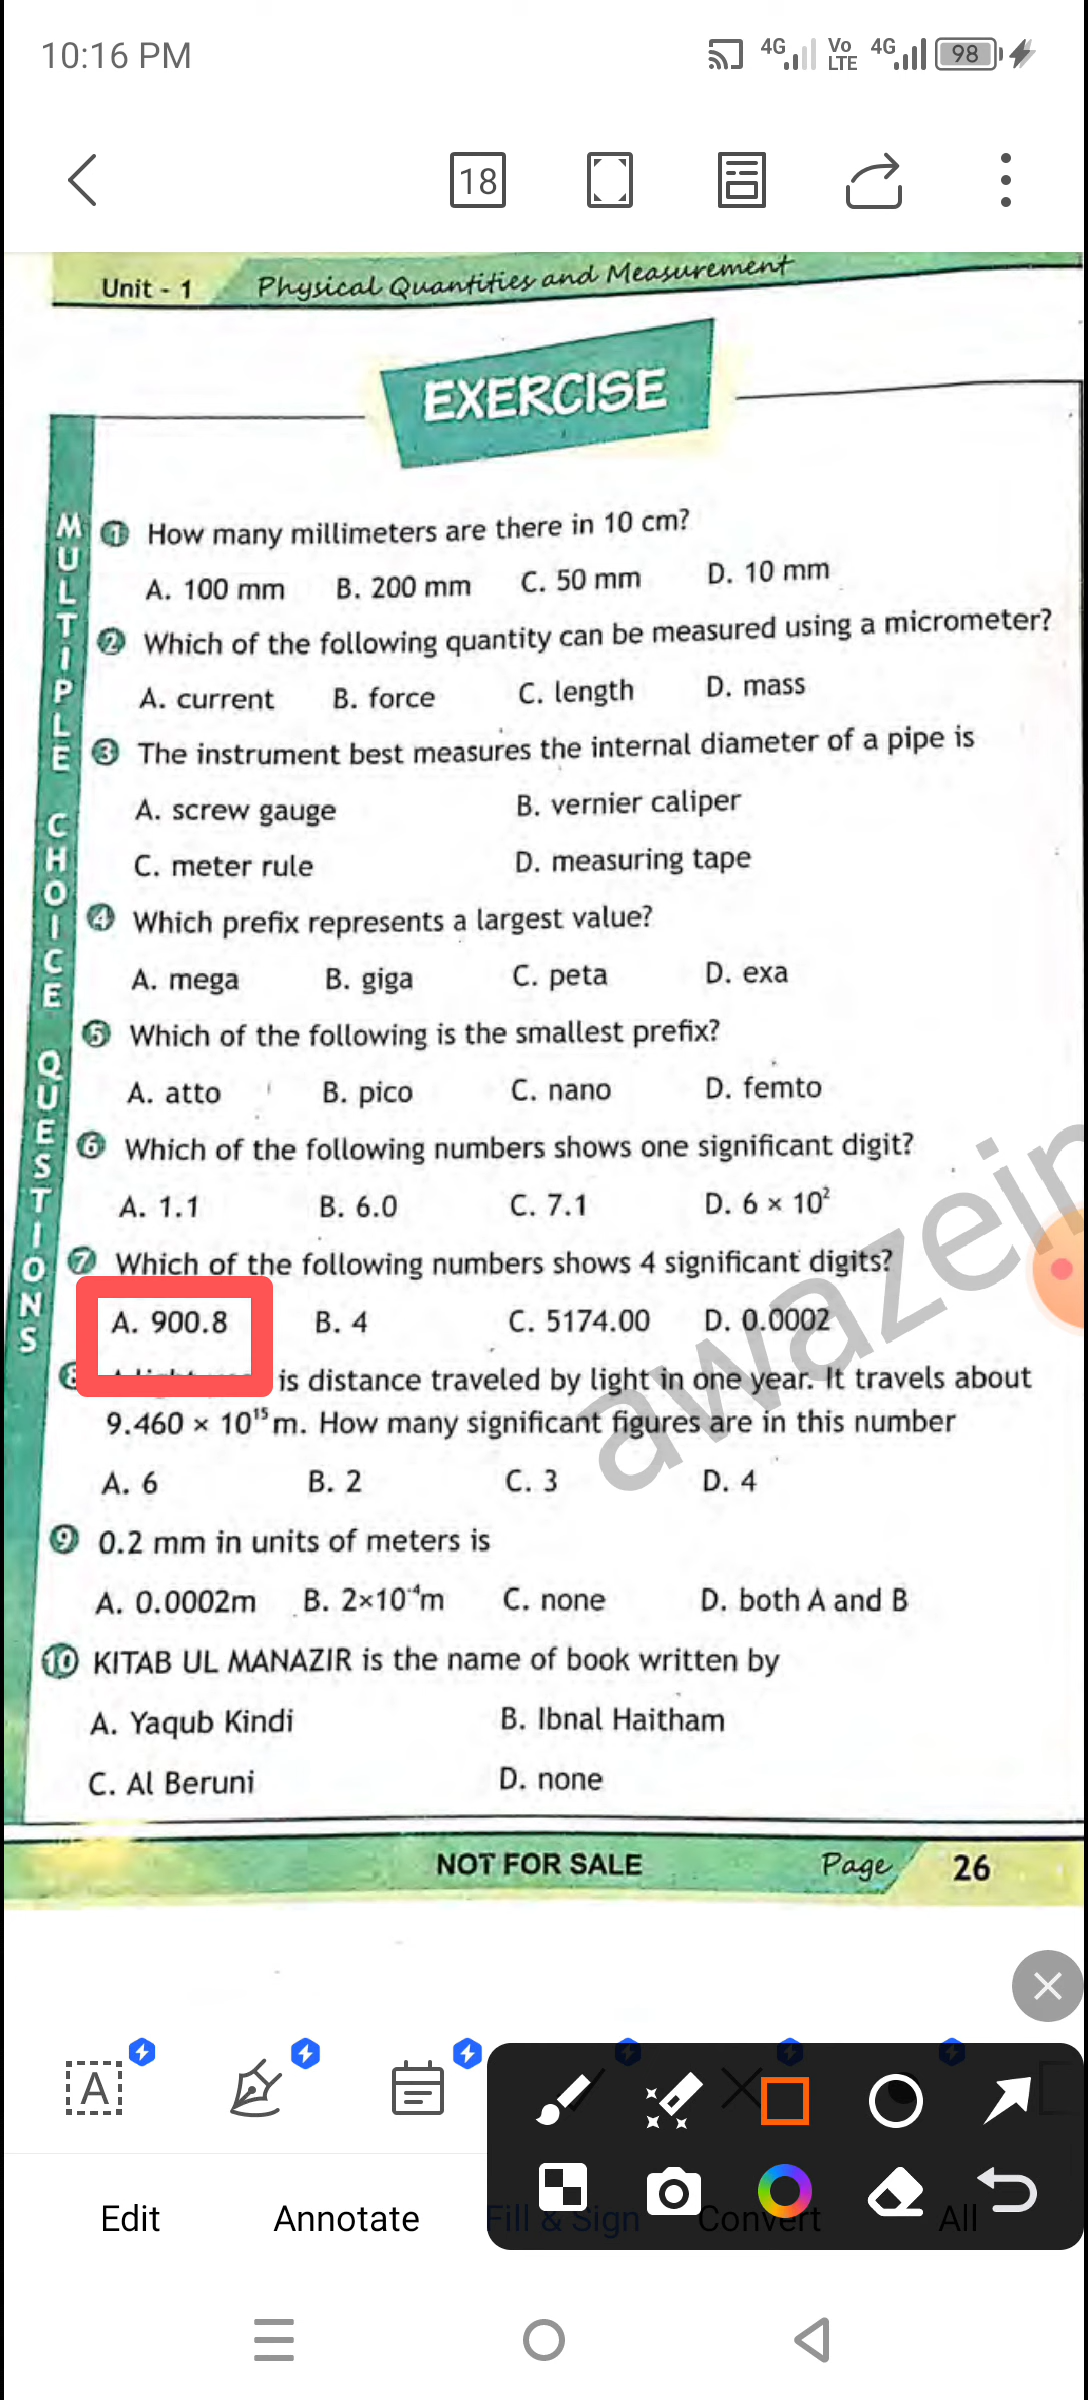 10:16 PM
4G
Vo
LTE
4G
98
18
Unit - 1 Physical Quantities and Measurement
EXERCISE
MULTIPLE CHOICE QUESTIONS
1 How many millimeters are there in 10 cm?
A. 100 mm B. 200 mm C. 50 mm D. 10 mm
2 Which of the following quantity can be measured using a micrometer?
A. current B. force C. length D. mass
3 The instrument best measures the internal diameter of a pipe is
A. screw gauge B. vernier caliper
C. meter rule D. measuring tape
4 Which prefix represents a largest value?
A. mega B. giga C. peta D. exa
5 Which of the following is the smallest prefix?
A. atto B. pico C. nano D. femto
6 Which of the following numbers shows one significant digit?
A. 1.1 B. 6.0 C. 7.1 D. 6 × 10²
7 Which of the following numbers shows 4 significant digits?
A. 900.8 B. 4 C. 5174.00 D. 0.0002
is distance traveled by light in one year. It travels about
9.460 × 10¹⁵ m. How many significant figures are in this number
A. 6 B. 2 C. 3 D. 4
9 0.2 mm in units of meters is
A. 0.0002m B. 2×10⁻⁴m C. none D. both A and B
10 KITAB UL MANAZIR is the name of book written by
A. Yaqub Kindi B. Ibnal Haitham
C. Al Beruni D. none
NOT FOR SALE Page 26
A
Edit Annotate Fill & Sign Convert All